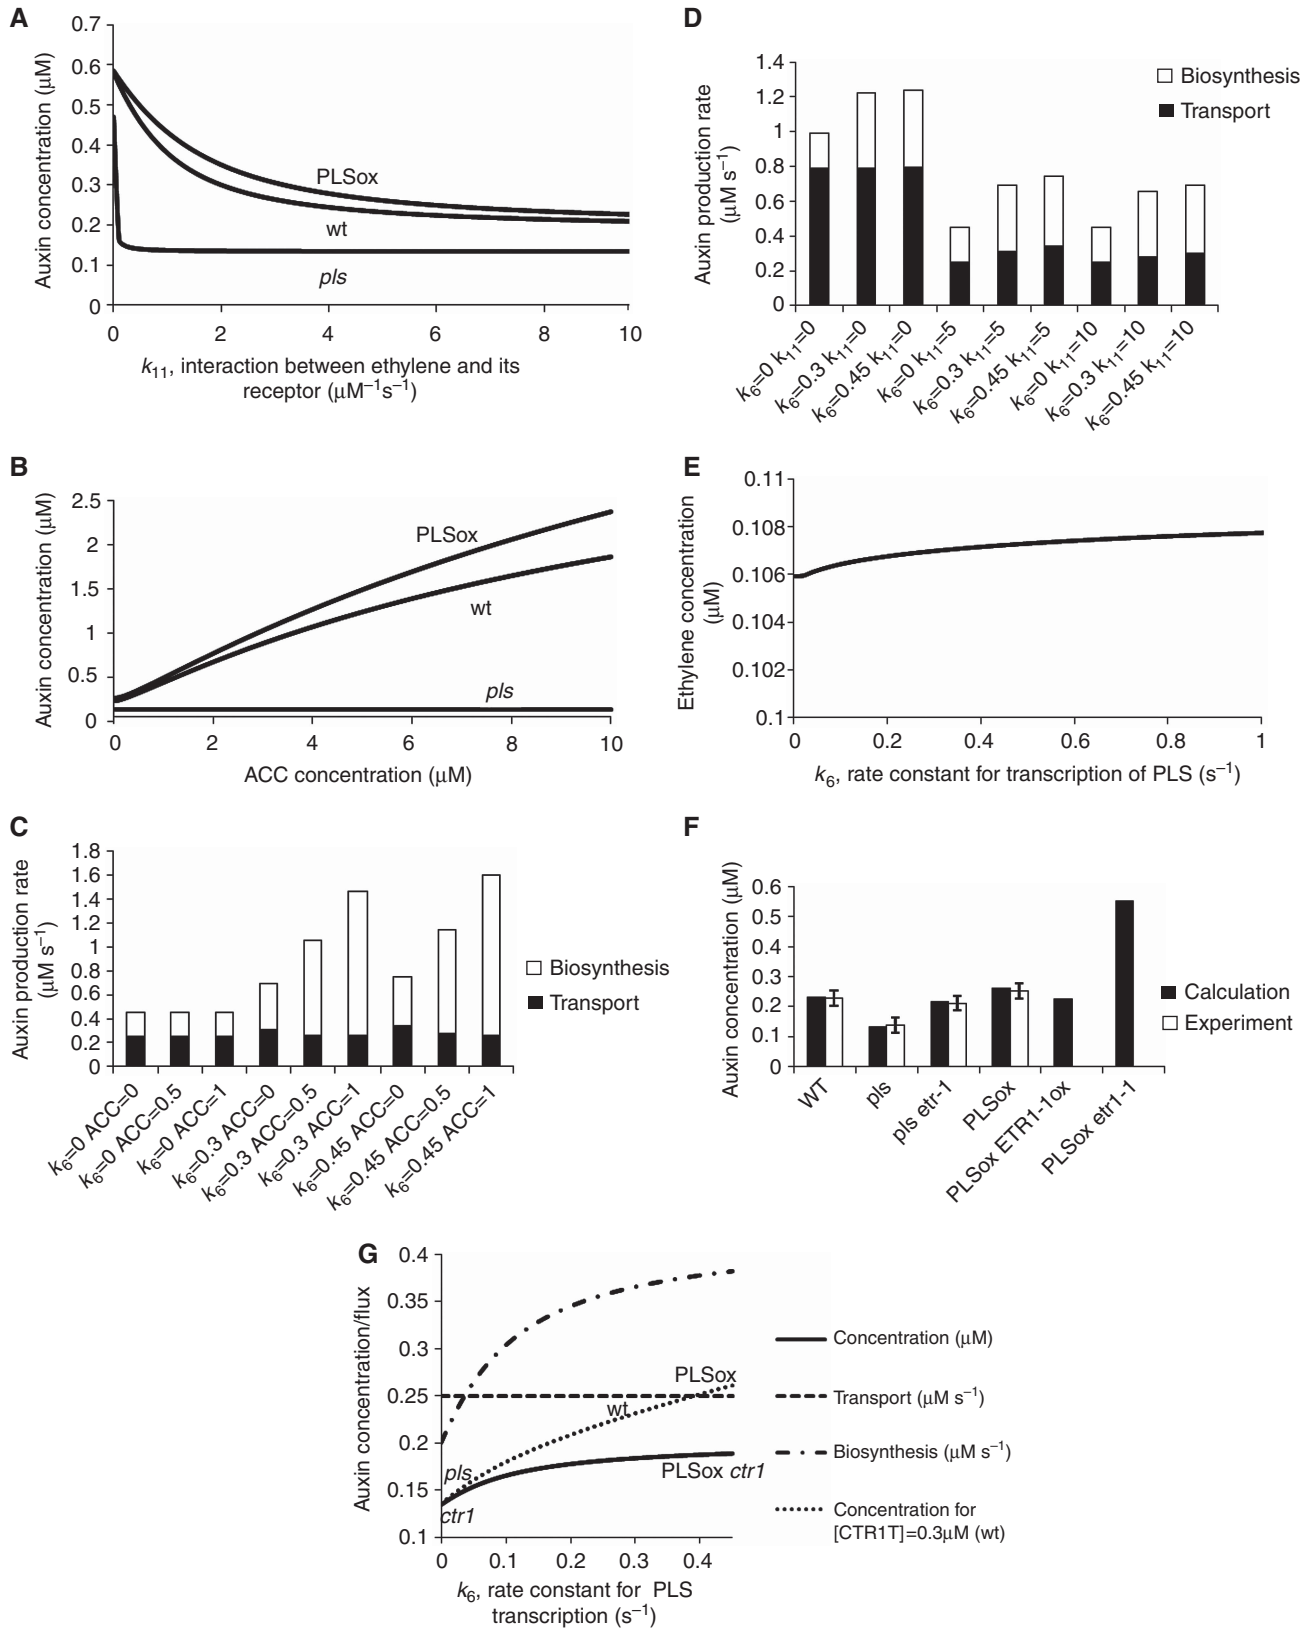 A
0.7
0.6
0.5
0.4
0.3
0.2
0.1
0
Auxin concentration (μM)
PLSox
wt
pls
0 2 4 6 8 10
k11, interaction between ethylene and its
receptor (μM−1s−1)
B
2.5
2
1.5
1
0.5
0
Auxin concentration (μM)
PLSox
wt
pls
0 2 4 6 8 10
ACC concentration (μM)
C
1.8
1.6
1.4
1.2
1
0.8
0.6
0.4
0.2
0
Auxin production rate
(μM s−1)
Biosynthesis
Transport
k6=0 ACC=0
k6=0 ACC=0.5
k6=0 ACC=1
k6=0.3 ACC=0
k6=0.3 ACC=0.5
k6=0.3 ACC=1
k6=0.45 ACC=0
k6=0.45 ACC=0.5
k6=0.45 ACC=1
D
1.4
1.2
1
0.8
0.6
0.4
0.2
0
Auxin production rate
(μM s−1)
Biosynthesis
Transport
k6=0 k11=0
k6=0.3 k11=0
k6=0.45 k11=0
k6=0 k11=5
k6=0.3 k11=5
k6=0.45 k11=5
k6=0 k11=10
k6=0.3 k11=10
k6=0.45 k11=10
E
0.11
0.108
0.106
0.104
0.102
0.1
Ethylene concentration
(μM)
0 0.2 0.4 0.6 0.8 1
k6, rate constant for transcription of PLS (s−1)
F
0.6
0.5
0.4
0.3
0.2
0.1
0
Auxin concentration (μM)
Calculation
Experiment
WT
pls
pls etr-1
PLSox
PLSox ETR1-1ox
PLSox etr1-1
G
0.4
0.35
0.3
0.25
0.2
0.15
0.1
Auxin concentration/flux
PLSox
wt
pls
PLSox ctr1
ctr1
0 0.1 0.2 0.3 0.4
k6, rate constant for PLS
transcription (s−1)
Concentration (μM)
Transport (μM s−1)
Biosynthesis (μM s−1)
Concentration for
[CTR1T]=0.3μM (wt)